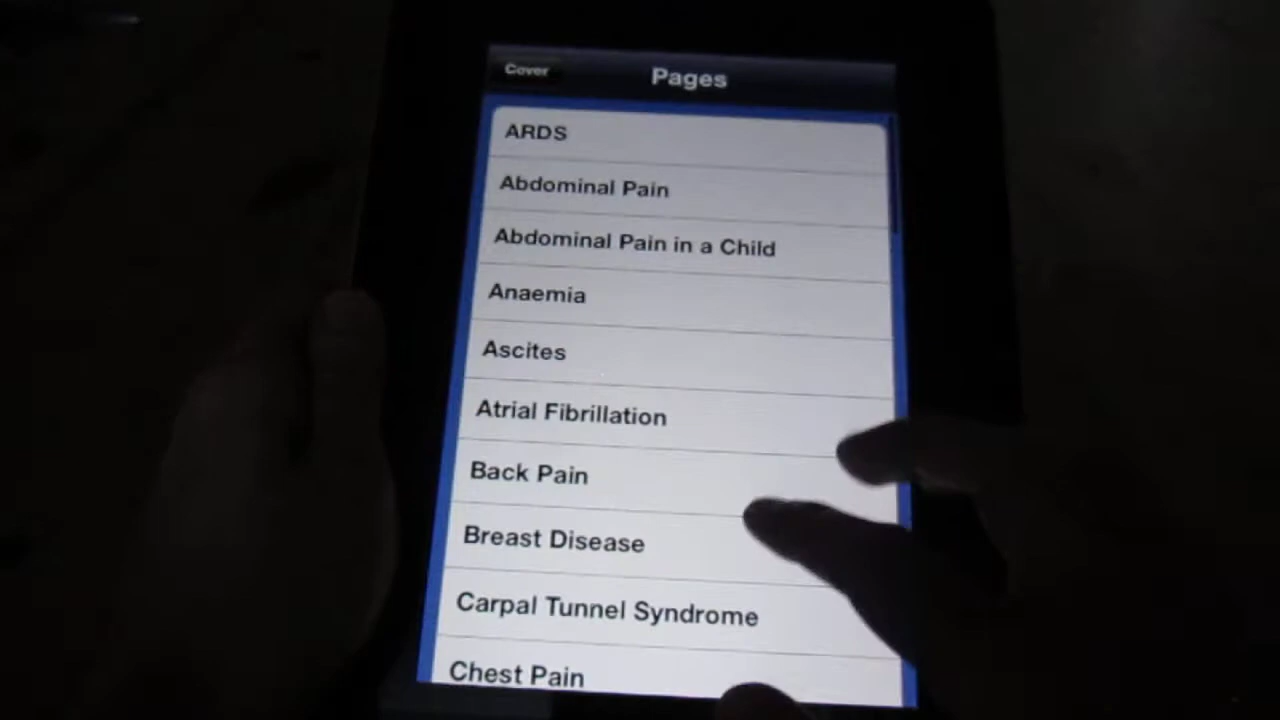 Cover
Pages
ARDS
Abdominal Pain
Abdominal Pain in a Child
Anaemia
Ascites
Atrial Fibrillation
Back Pain
Breast Disease
Carpal Tunnel Syndrome
Chest Pain